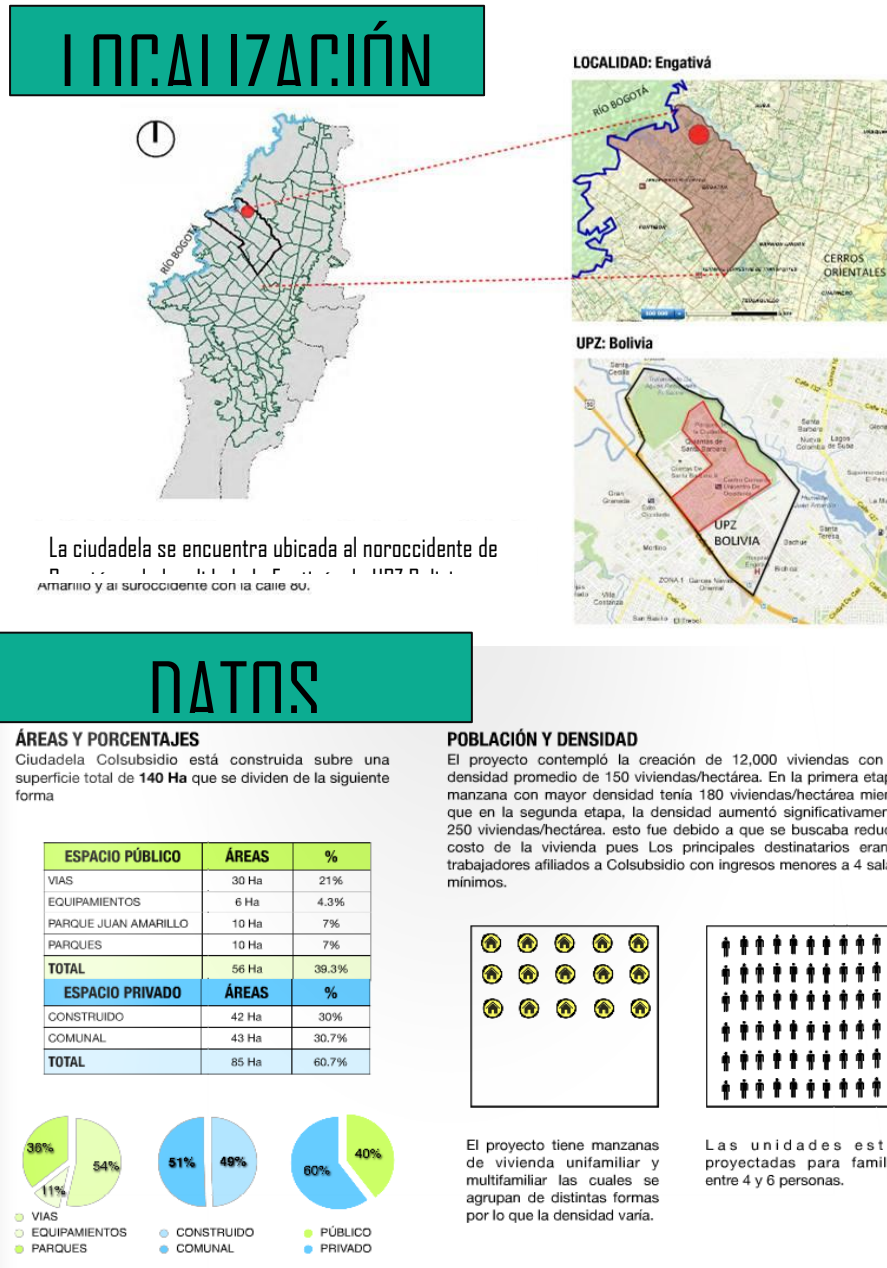 LOCALIZACIÓN
LOCALIDAD: Engativá
RÍO BOGOTÁ
RÍO BOGOTÁ
CERROS
ORIENTALES
UPZ: Bolivia
UPZ
BOLIVIA
La ciudadela se encuentra ubicada al noroccidente de
Amarillo y al suroccidente con la calle 80.
DATOS
ÁREAS Y PORCENTAJES
Ciudadela Colsubsidio está construida subre una
superficie total de 140 Ha que se dividen de la siguiente
forma
ESPACIO PÚBLICO ÁREAS %
VIAS 30 Ha 21%
EQUIPAMIENTOS 6 Ha 4.3%
PARQUE JUAN AMARILLO 10 Ha 7%
PARQUES 10 Ha 7%
TOTAL 56 Ha 39.3%
ESPACIO PRIVADO ÁREAS %
CONSTRUIDO 42 Ha 30%
COMUNAL 43 Ha 30.7%
TOTAL 85 Ha 60.7%
36%
54%
11%
VIAS
EQUIPAMIENTOS
PARQUES
51% 49%
CONSTRUIDO
COMUNAL
40%
60%
PÚBLICO
PRIVADO
POBLACIÓN Y DENSIDAD
El proyecto contempló la creación de 12,000 viviendas con
densidad promedio de 150 viviendas/hectárea. En la primera etap
manzana con mayor densidad tenía 180 viviendas/hectárea mien
que en la segunda etapa, la densidad aumentó significativamen
250 viviendas/hectárea. esto fue debido a que se buscaba reduc
costo de la vivienda pues Los principales destinatarios eran
trabajadores afiliados a Colsubsidio con ingresos menores a 4 sala
mínimos.
El proyecto tiene manzanas
de vivienda unifamiliar y
multifamiliar las cuales se
agrupan de distintas formas
por lo que la densidad varía.
Las unidades est
proyectadas para famil
entre 4 y 6 personas.